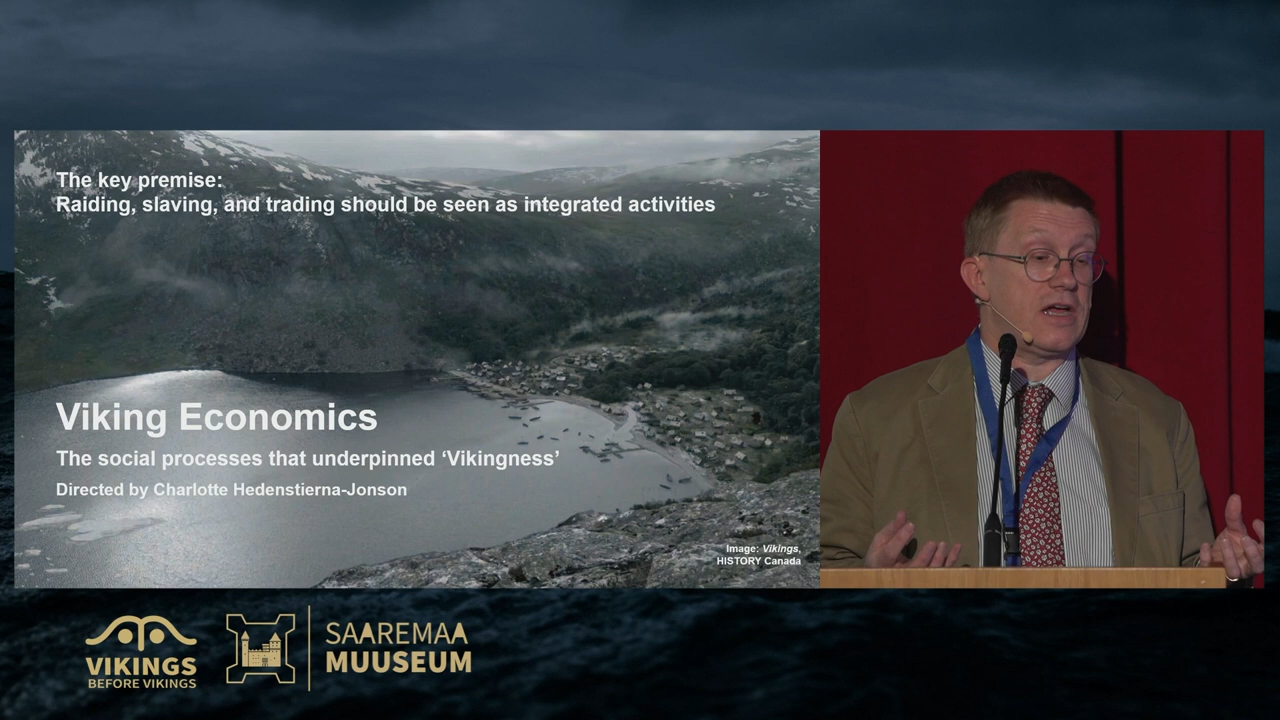 The key premise:
Raiding, slaving, and trading should be seen as integrated activities
Viking Economics
The social processes that underpinned ‘Vikingness’
Directed by Charlotte Hedenstierna-Jonson
Image: Vikings,
HISTORY Canada
VIKINGS
BEFORE VIKINGS
SAAREMAA
MUUSEUM